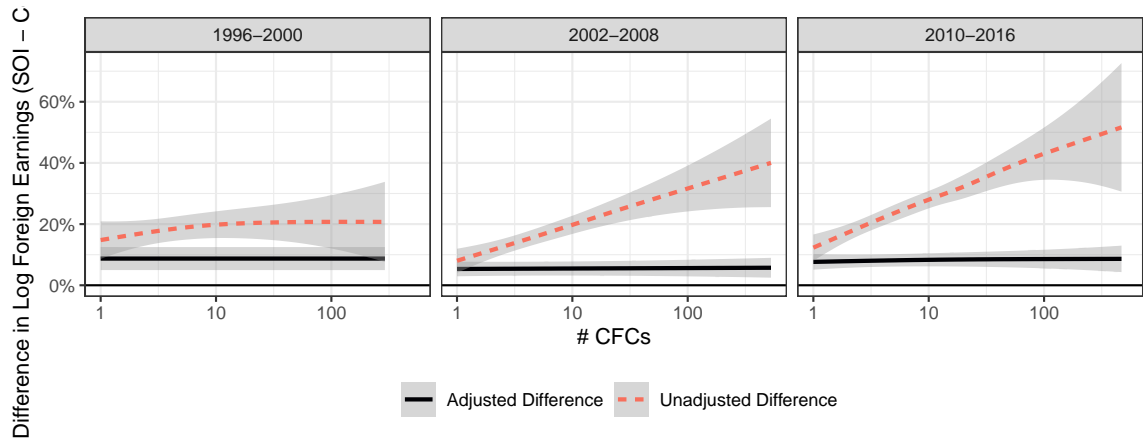 Difference in Log Foreign Earnings (SOI – C
1996–2000
2002–2008
2010–2016
60%
40%
20%
0%
1 10 100
1 10 100
1 10 100
# CFCs
Adjusted Difference
Unadjusted Difference